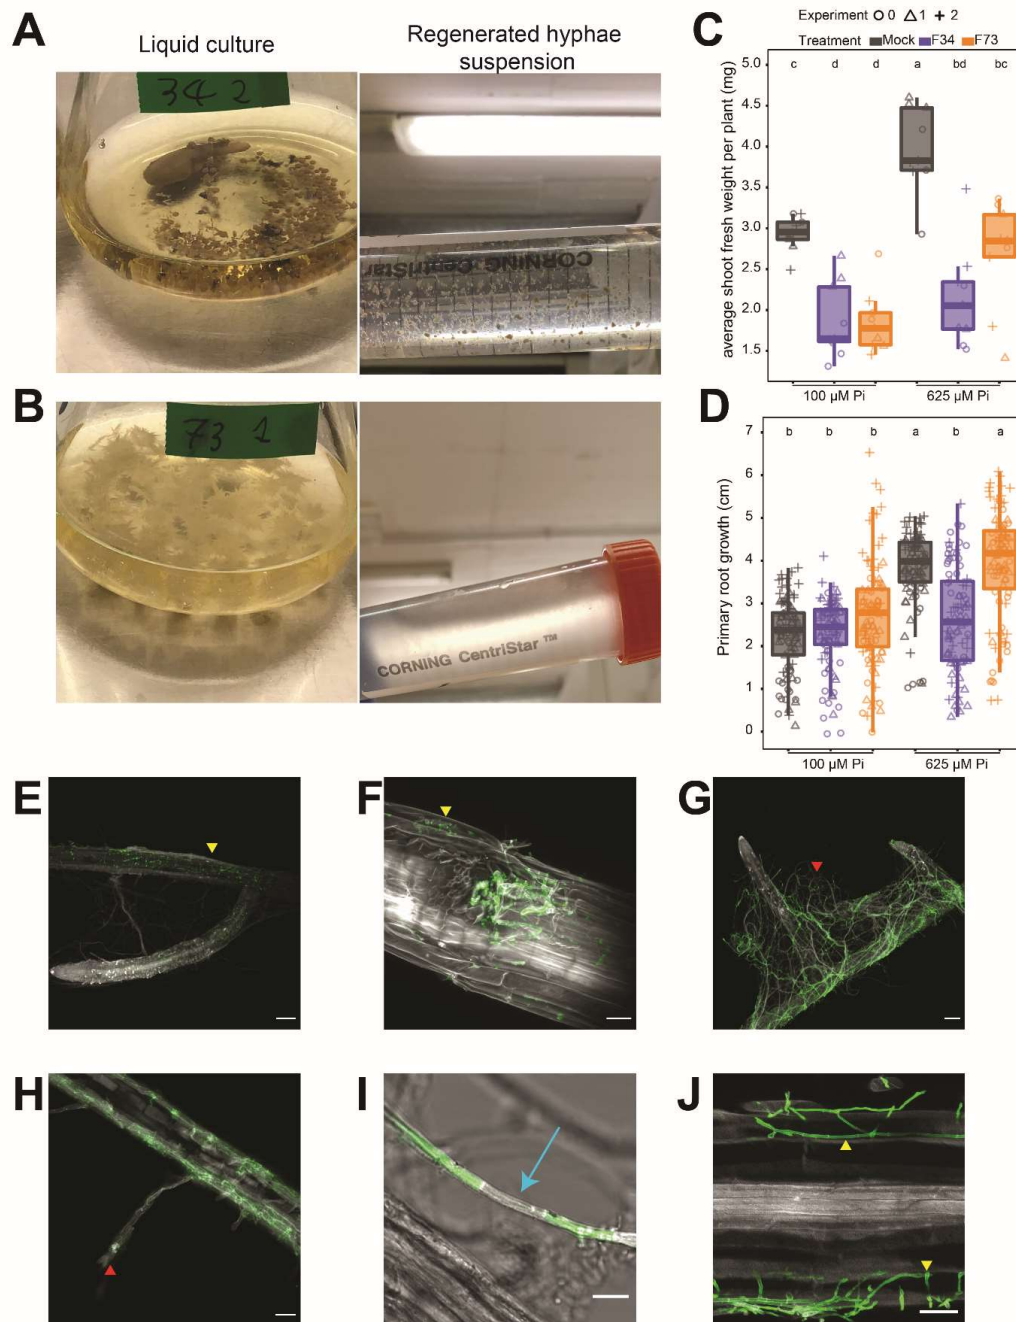 A
Liquid culture
Regenerated hyphae
suspension
34 2
CORNING CentriStar
B
73 1
CORNING CentriStar ™
C
Experiment 0 1 2
Treatment Mock F34 F73
average shoot fresh weight per plant (mg)
5.0
4.5
4.0
3.5
3.0
2.5
2.0
1.5
c d d a bd bc
100 µM Pi 625 µM Pi
D
Primary root growth (cm)
7
6
5
4
3
2
1
0
b b b a b a
100 µM Pi 625 µM Pi
E
F
G
H
I
J